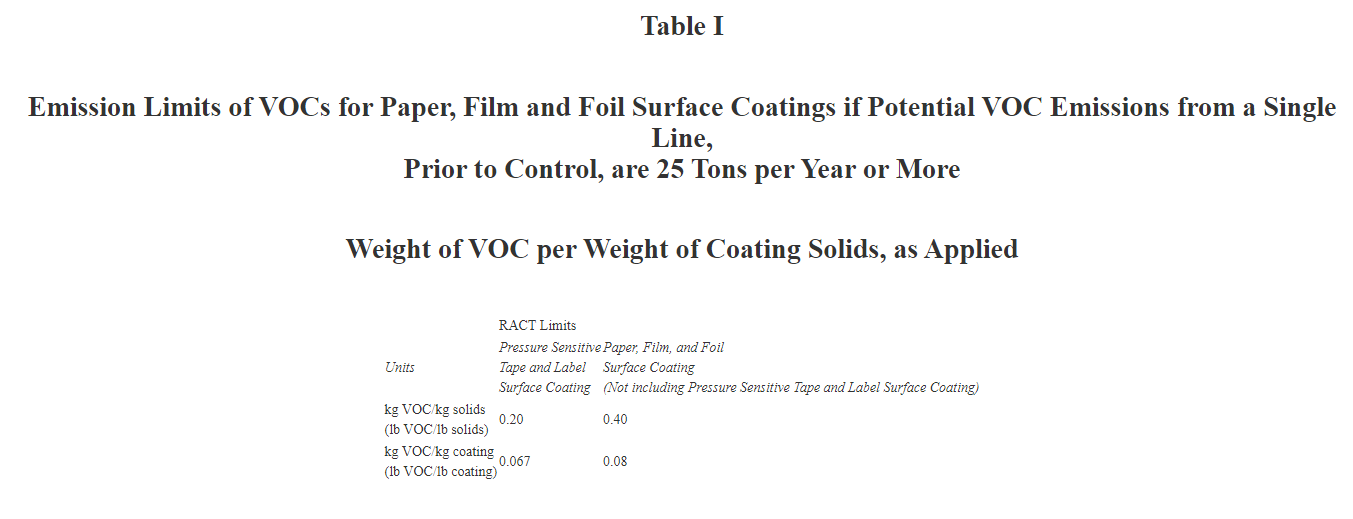 Table I
Emission Limits of VOCs for Paper, Film and Foil Surface Coatings if Potential VOC Emissions from a Single
Line,
Prior to Control, are 25 Tons per Year or More
Weight of VOC per Weight of Coating Solids, as Applied
RACT Limits
Units
Pressure Sensitive
Tape and Label
Surface Coating
Paper, Film, and Foil
Surface Coating
(Not including Pressure Sensitive Tape and Label Surface Coating)
kg VOC/kg solids
(lb VOC/lb solids)
0.20
0.40
kg VOC/kg coating
(lb VOC/lb coating)
0.067
0.08